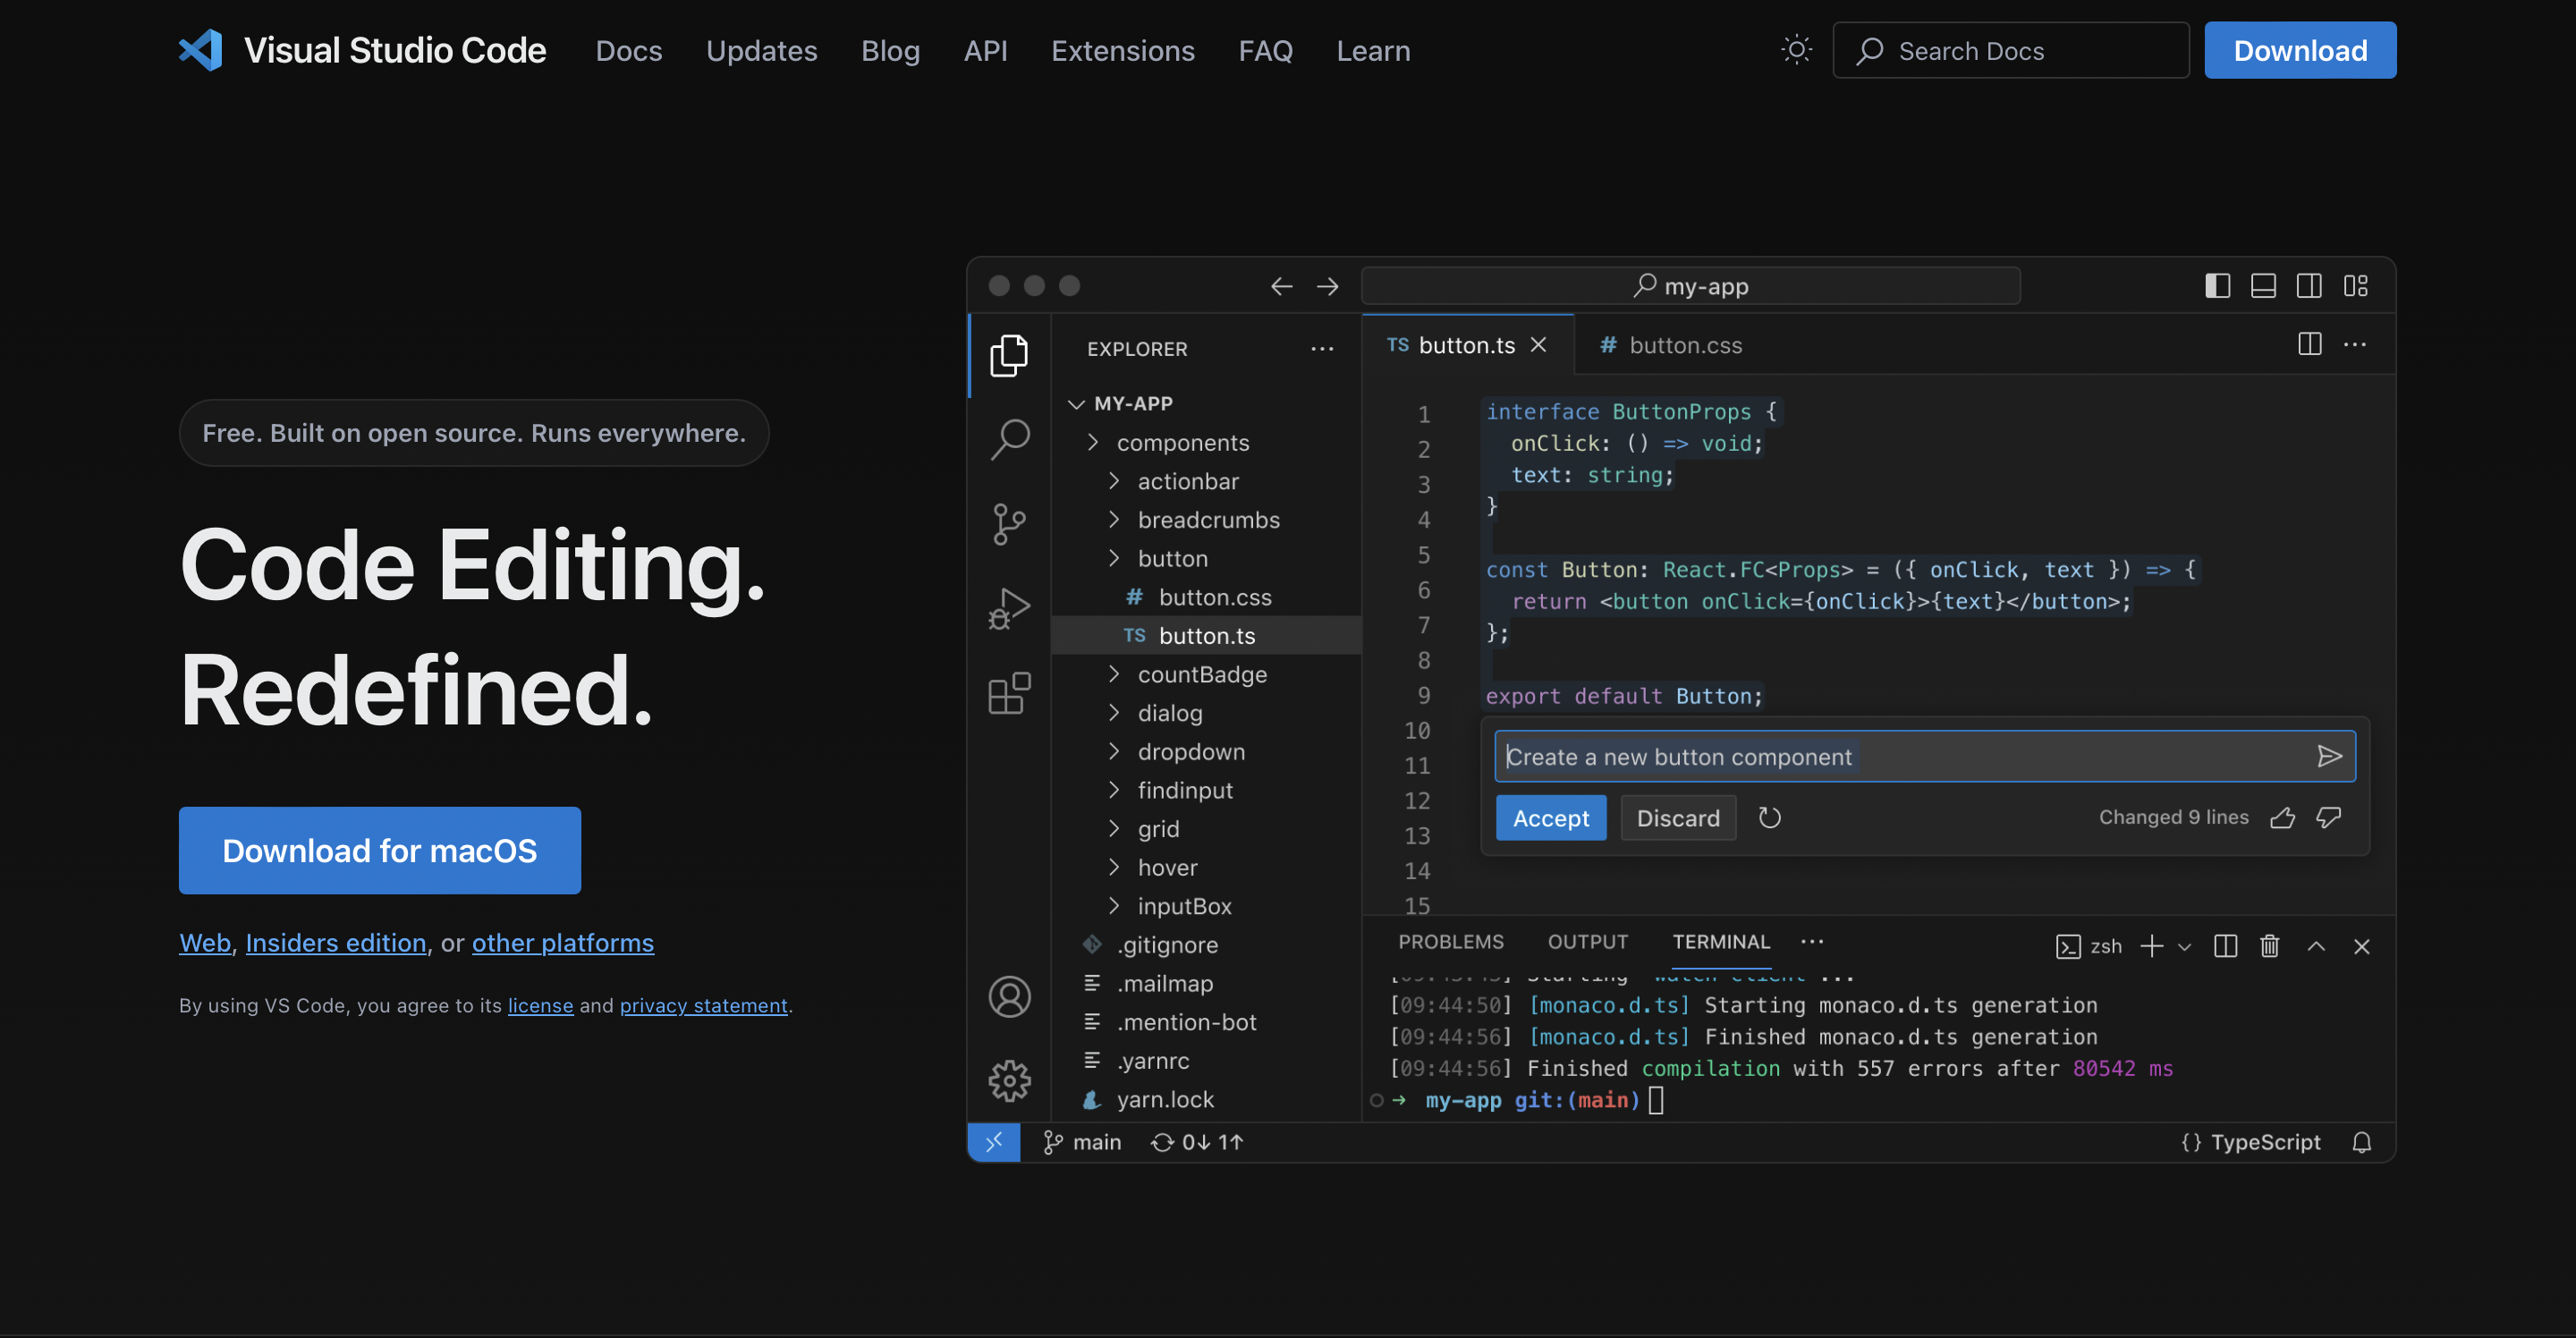 Visual Studio Code Docs Updates Blog API Extensions FAQ Learn Search Docs Download
Free. Built on open source. Runs everywhere.
Code Editing.
Redefined.
Download for macOS
Web, Insiders edition, or other platforms
By using VS Code, you agree to its license and privacy statement.
my-app
EXPLORER
MY-APP
components
actionbar
breadcrumbs
button
# button.css
TS button.ts
countBadge
dialog
dropdown
findinput
grid
hover
inputBox
.gitignore
.mailmap
.mention-bot
.yarnrc
yarn.lock
TS button.ts # button.css
1
2
3
4
5
6
7
8
9
10
11
12
13
14
15
interface ButtonProps {
onClick: () => void;
text: string;
}
const Button: React.FC<Props> = ({ onClick, text }) => {
return <button onClick={onClick}>{text}</button>;
};
export default Button;
Create a new button component
Accept Discard Changed 9 lines
PROBLEMS OUTPUT TERMINAL zsh
[09:44:50] [monaco.d.ts] Starting monaco.d.ts generation
[09:44:56] [monaco.d.ts] Finished monaco.d.ts generation
[09:44:56] Finished compilation with 557 errors after 80542 ms
→ my-app git:(main)
main 0↓ 1↑ {} TypeScript